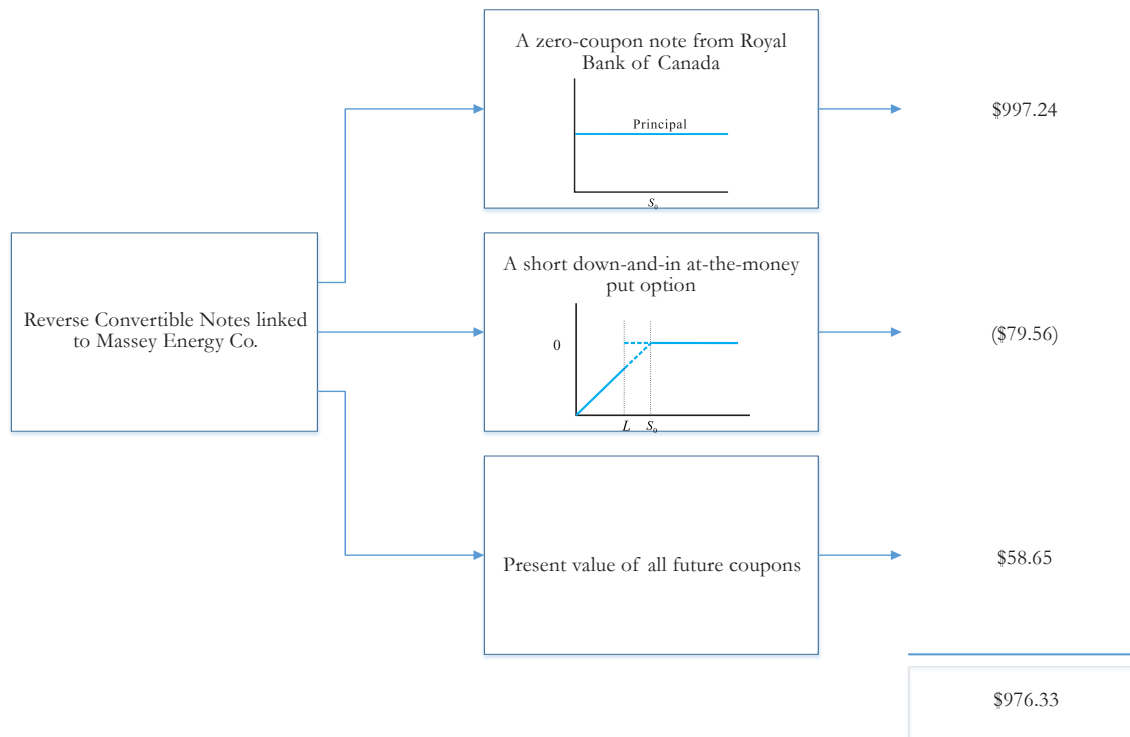 A zero-coupon note from Royal
Bank of Canada
Principal
S₀
$997.24
Reverse Convertible Notes linked
to Massey Energy Co.
A short down-and-in at-the-money
put option
0
L S₀
($79.56)
Present value of all future coupons
$58.65
$976.33